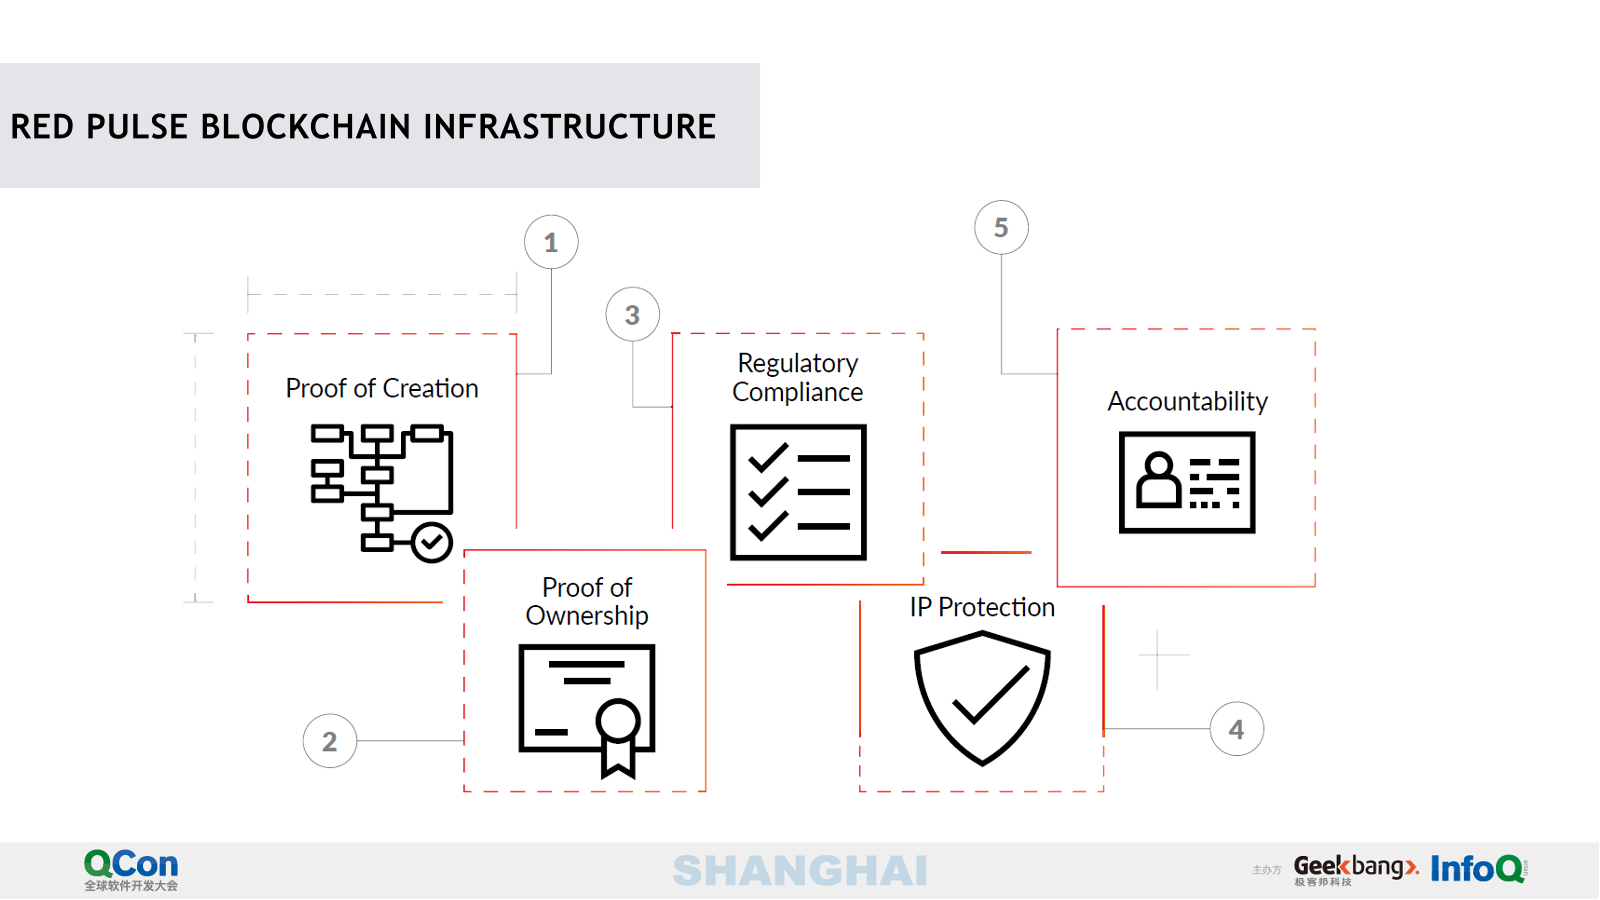 RED PULSE BLOCKCHAIN INFRASTRUCTURE
1
Proof of Creation
2
Proof of
Ownership
3
Regulatory
Compliance
4
IP Protection
5
Accountability
QCon
全球软件开发大会
SHANGHAI
主办方
Geekbang>.
极客邦科技
InfoQ